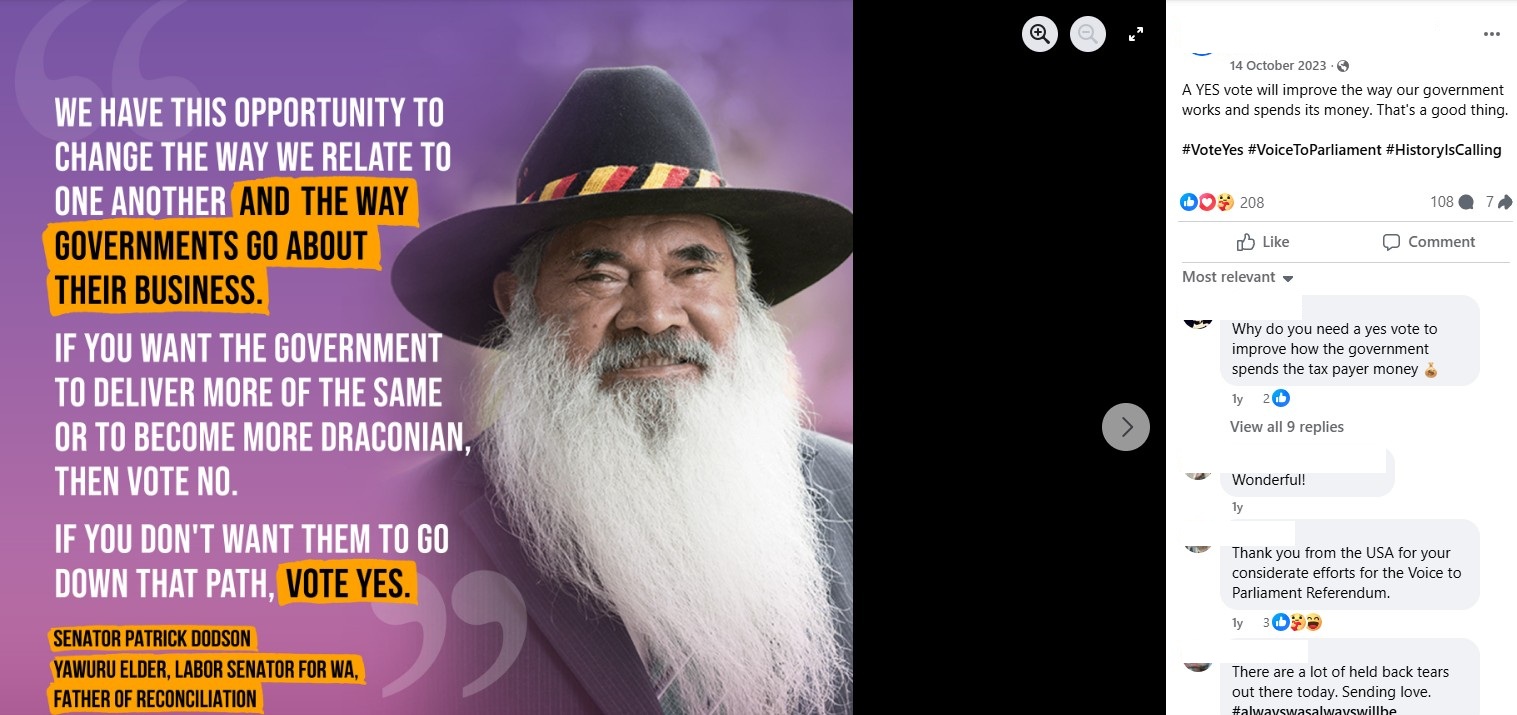 WE HAVE THIS OPPORTUNITY TO
CHANGE THE WAY WE RELATE TO
ONE ANOTHER AND THE WAY
GOVERNMENTS GO ABOUT
THEIR BUSINESS.
IF YOU WANT THE GOVERNMENT
TO DELIVER MORE OF THE SAME
OR TO BECOME MORE DRACONIAN,
THEN VOTE NO.
IF YOU DON'T WANT THEM TO GO
DOWN THAT PATH, VOTE YES.
SENATOR PATRICK DODSON
YAWURU ELDER, LABOR SENATOR FOR WA,
FATHER OF RECONCILIATION
14 October 2023 ·
A YES vote will improve the way our government
works and spends its money. That's a good thing.
#VoteYes #VoiceToParliament #HistoryIsCalling
208
108 7
Like Comment
Most relevant
Why do you need a yes vote to
improve how the government
spends the tax payer money 💰
1y 2
View all 9 replies
Wonderful!
1y
Thank you from the USA for your
considerate efforts for the Voice to
Parliament Referendum.
1y 3
There are a lot of held back tears
out there today. Sending love.
#alwayswasalwayswillbe